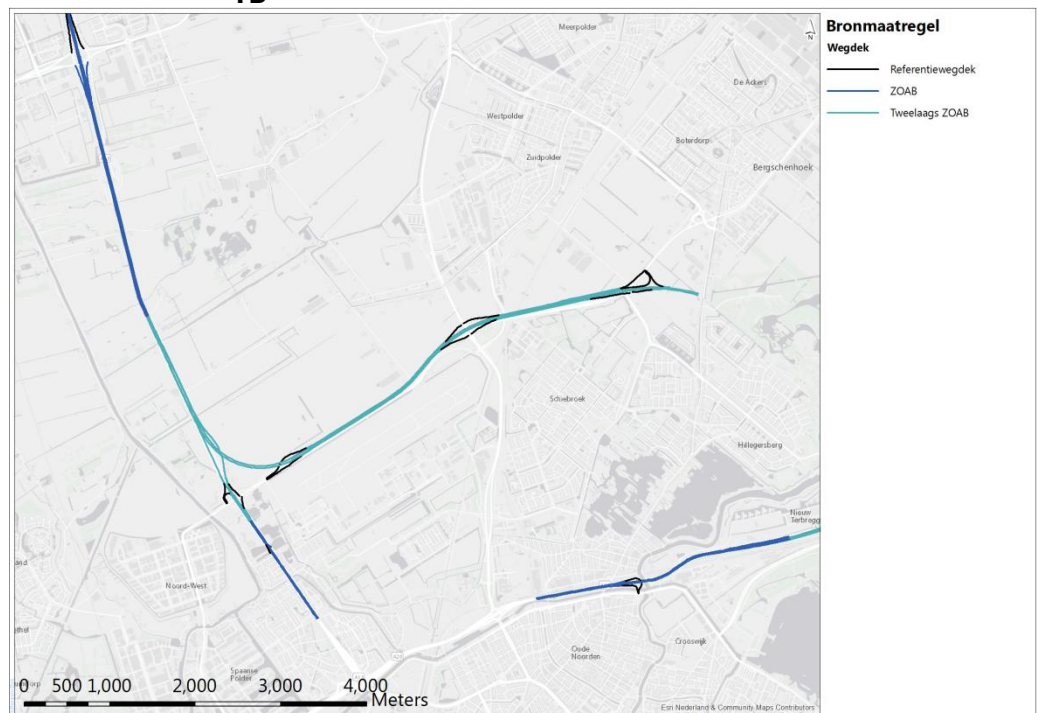 Meerpolder
De Ackers
Westpolder
Boterdorp
Zuidpolder
Bergschenhoek
Schiebroek
Hillegersberg
Nieuw
Terbregg
Noord-West
Crooswijk
Oude
Noorden
Spaanse
Polder
0 500 1,000 2,000 3,000 4,000
Meters
Esri Nederland & Community Maps Contributors
N
Bronmaatregel
Wegdek
Referentiewegdek
ZOAB
Tweelaags ZOAB